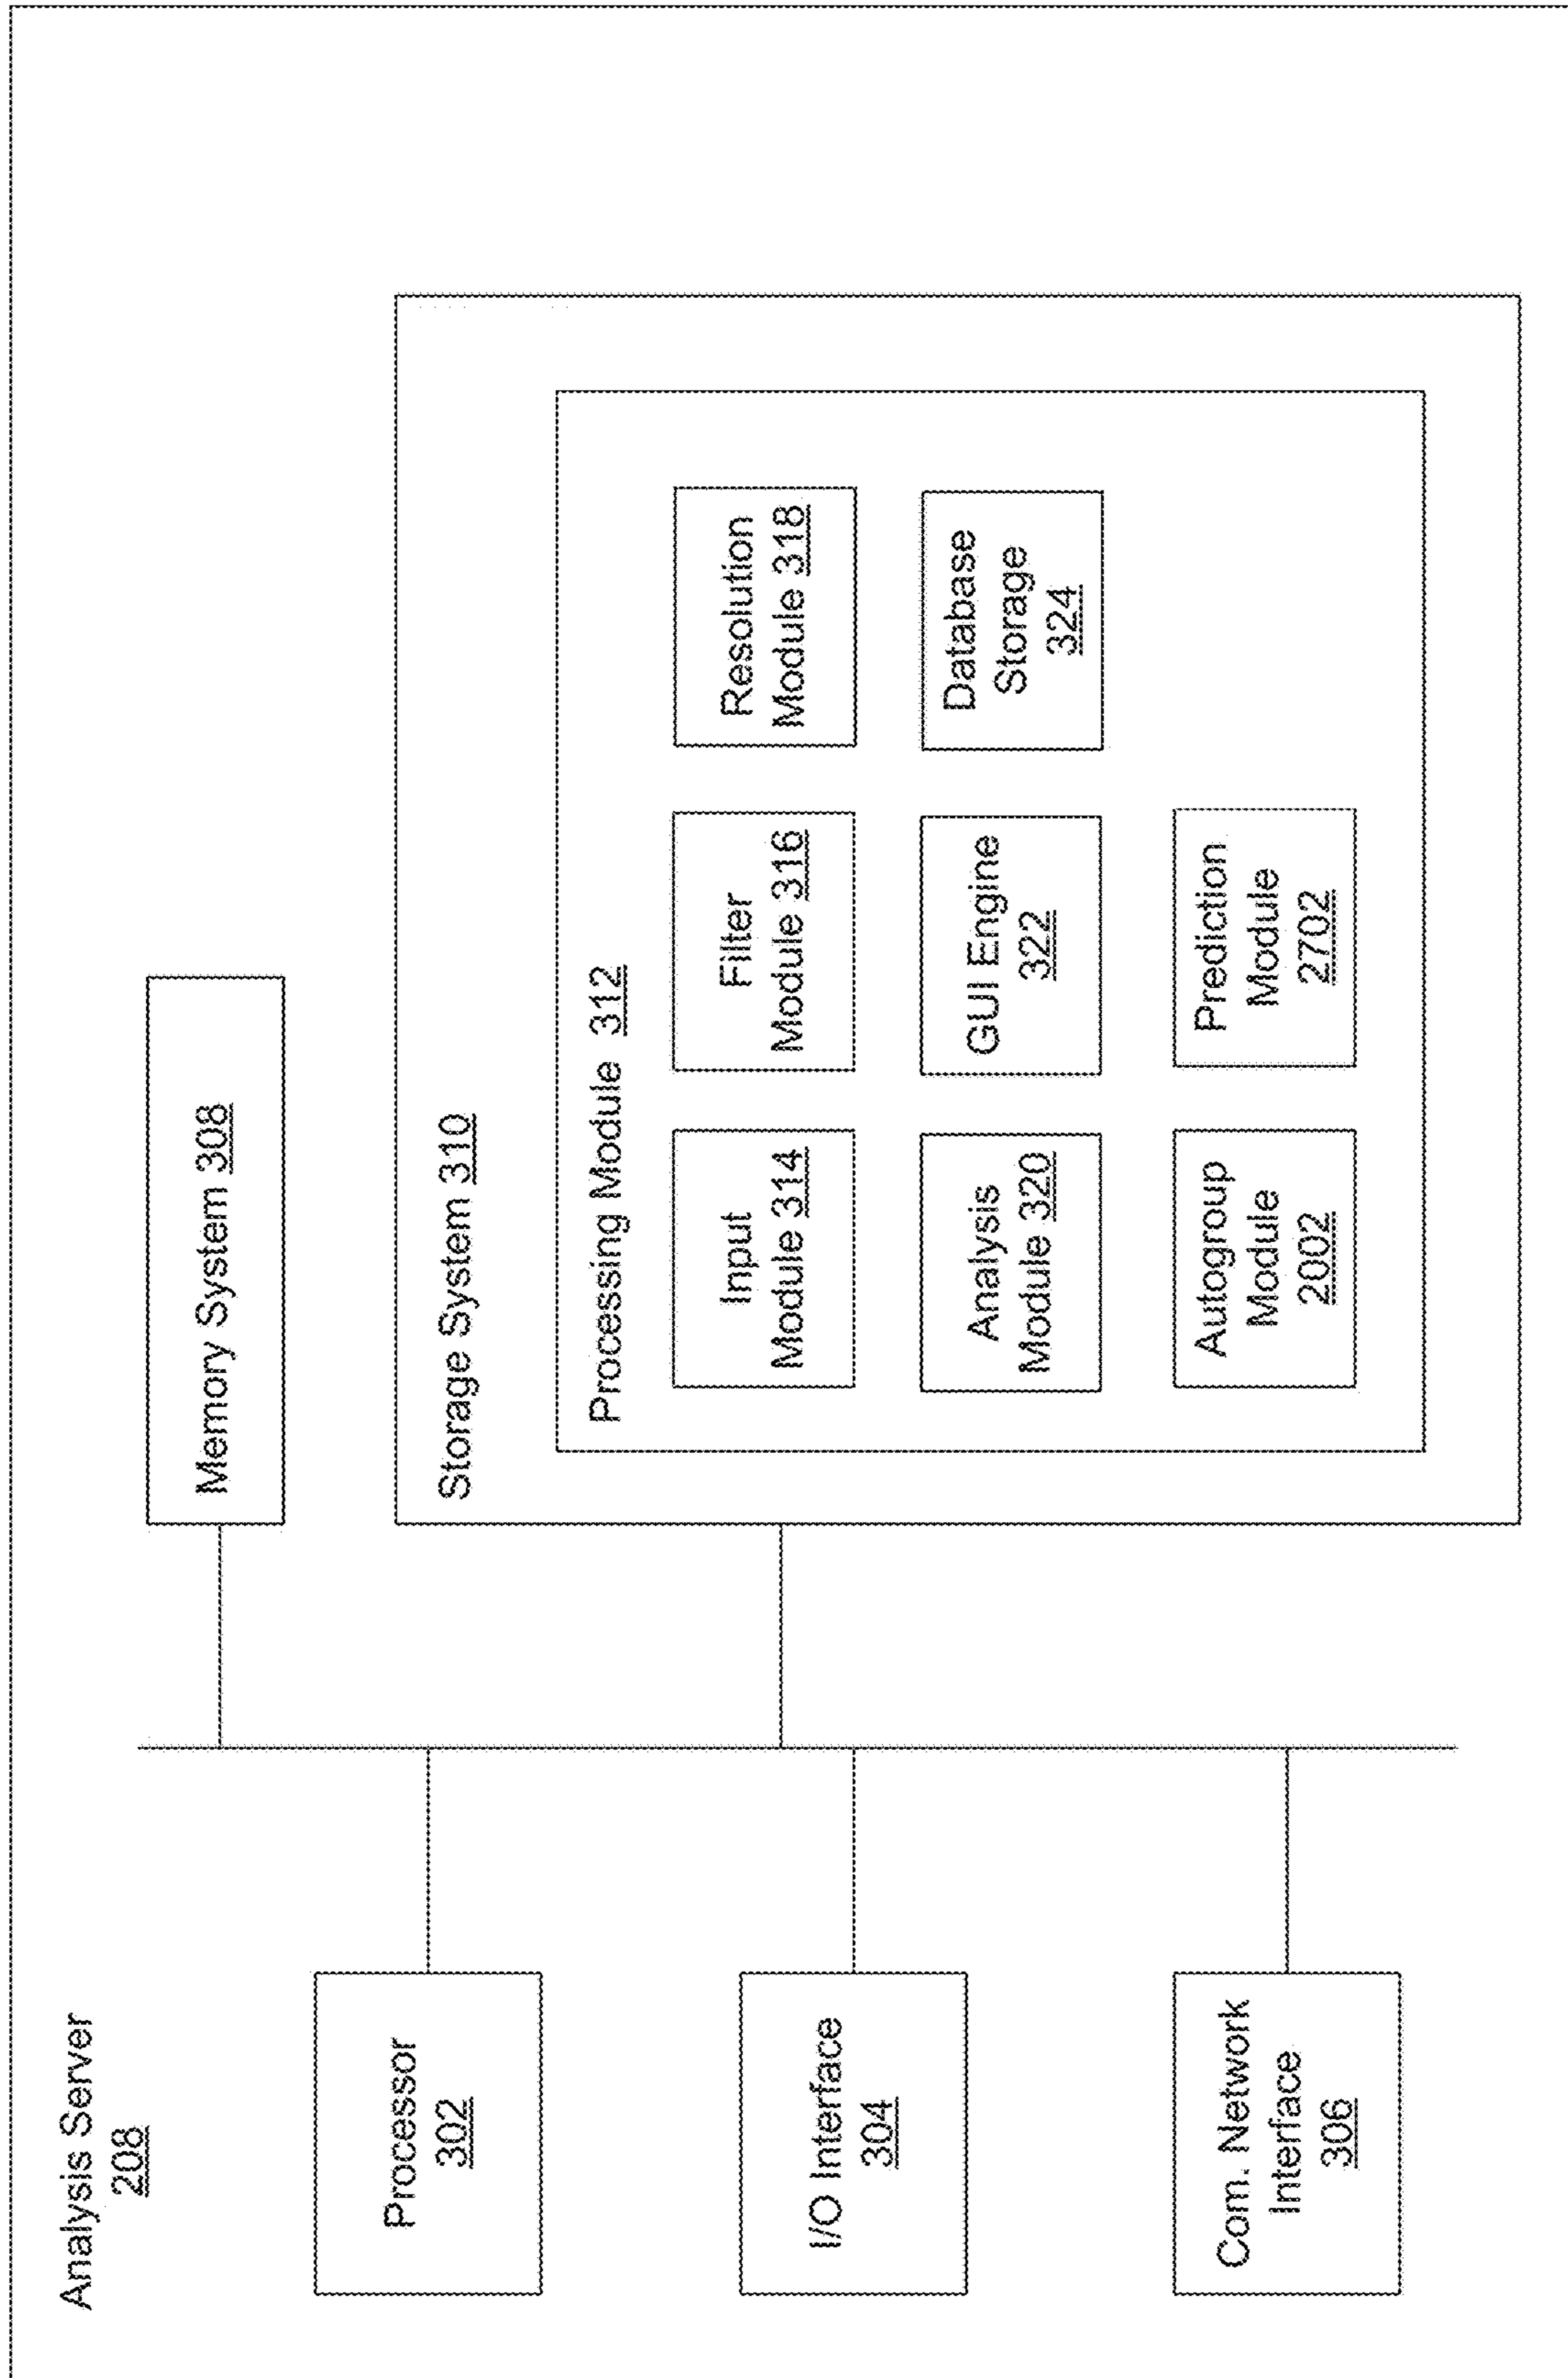 Analysis Server
208
Processor
302
I/O Interface
304
Com. Network
Interface
306
Memory System 308
Storage System 310
Processing Module 312
Input
Module 314
Filter
Module 316
Resolution
Module 318
Analysis
Module 320
GUI Engine
322
Database
Storage
324
Autogroup
Module
2002
Prediction
Module
2702